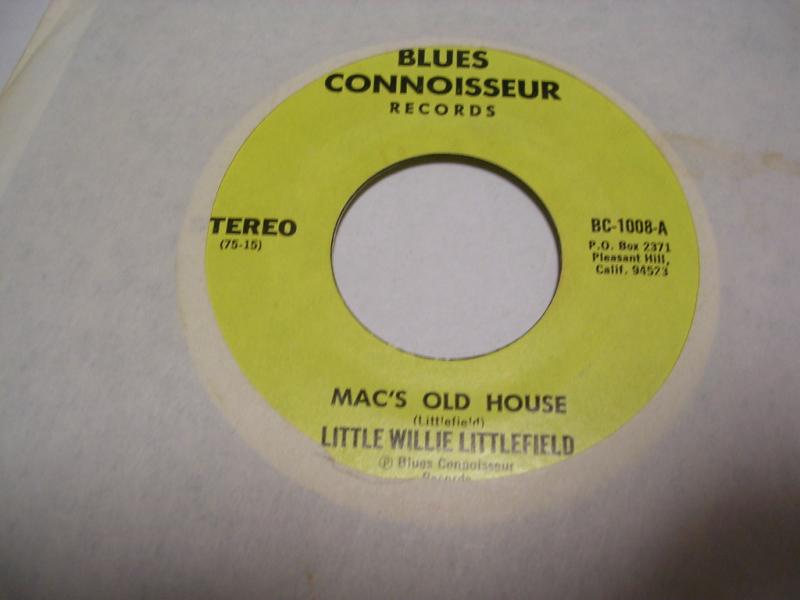 BLUES
CONNOISSEUR
RECORDS
TEREO
(75-15)
BC-1008-A
P.O. Box 2371
Pleasant Hill,
Calif. 94523
MAC'S OLD HOUSE
(Littlefield)
LITTLE WILLIE LITTLEFIELD
℗ Blues Connoisseur
Records